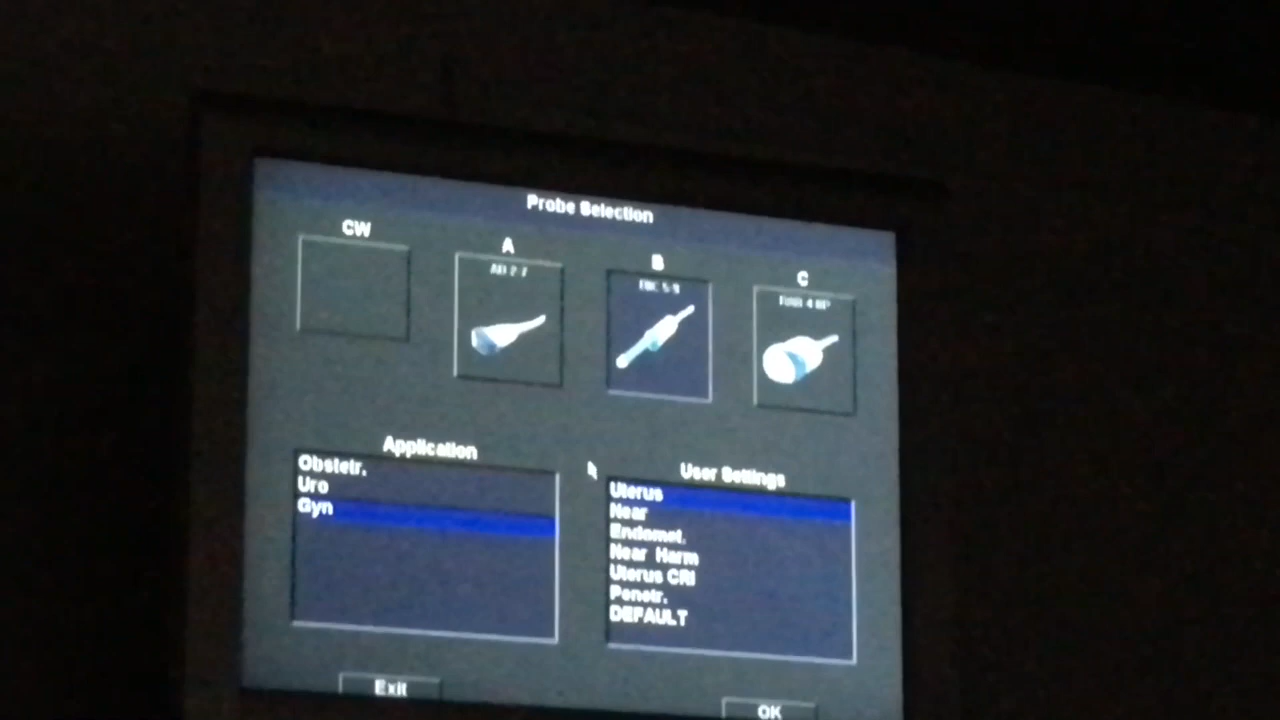 Probe Selection
CW
A
B
C
Application
Obstetr.
Uro
Gyn
User Settings
Uterus
Near
Endomet.
Near Harm
Uterus CRI
Penetr.
DEFAULT
Exit
OK